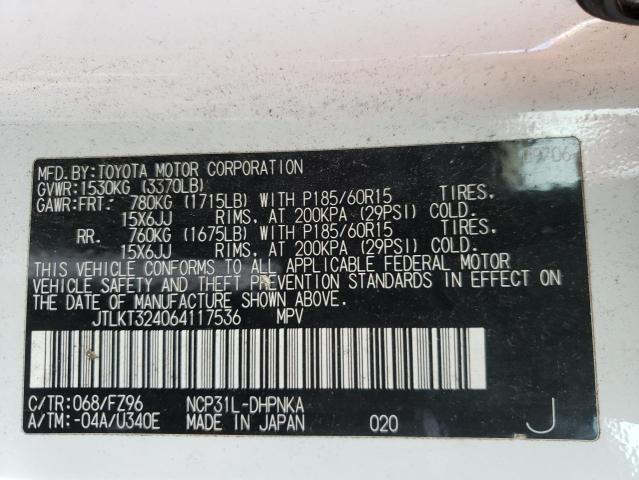 MFD.BY:TOYOTA MOTOR CORPORATION
GVWR:1530KG (3370LB)
GAWR:FRT: 780KG (1715LB) WITH P185/60R15 TIRES,
15X6JJ RIMS, AT 200KPA (29PSI) COLD.
RR. 760KG (1675LB) WITH P185/60R15 TIRES,
15X6JJ RIMS, AT 200KPA (29PSI) COLD.
THIS VEHICLE CONFORMS TO ALL APPLICABLE FEDERAL MOTOR
VEHICLE SAFETY AND THEFT PREVENTION STANDARDS IN EFFECT ON
THE DATE OF MANUFACTURE SHOWN ABOVE.
JTLKT324064117536 MPV
C/TR:068/FZ96 NCP31L-DHPNKA
A/TM:-04A/U340E MADE IN JAPAN 020 J